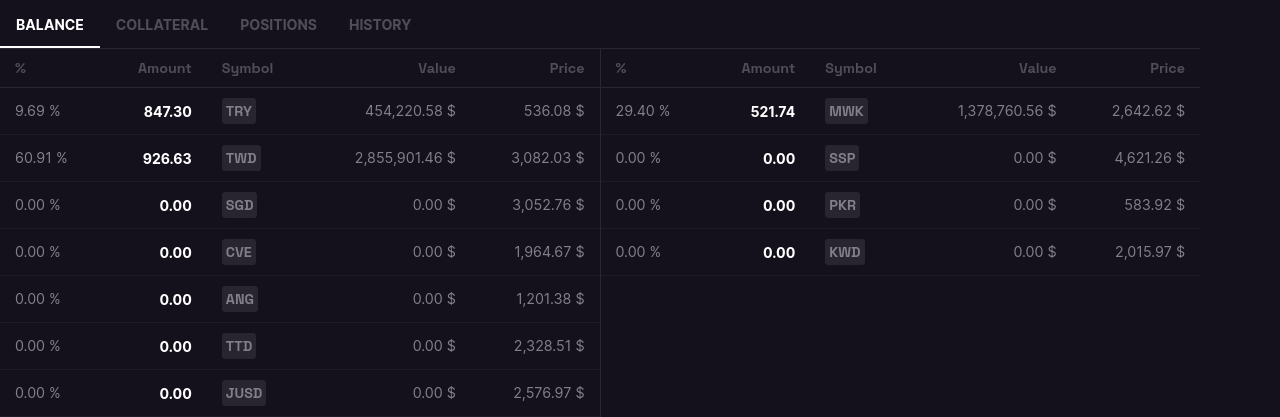 BALANCE COLLATERAL POSITIONS HISTORY
% Amount Symbol Value Price % Amount Symbol Value Price
9.69 % 847.30 TRY 454,220.58 $ 536.08 $ 29.40 % 521.74 MWK 1,378,760.56 $ 2,642.62 $
60.91 % 926.63 TWD 2,855,901.46 $ 3,082.03 $ 0.00 % 0.00 SSP 0.00 $ 4,621.26 $
0.00 % 0.00 SGD 0.00 $ 3,052.76 $ 0.00 % 0.00 PKR 0.00 $ 583.92 $
0.00 % 0.00 CVE 0.00 $ 1,964.67 $ 0.00 % 0.00 KWD 0.00 $ 2,015.97 $
0.00 % 0.00 ANG 0.00 $ 1,201.38 $
0.00 % 0.00 TTD 0.00 $ 2,328.51 $
0.00 % 0.00 JUSD 0.00 $ 2,576.97 $